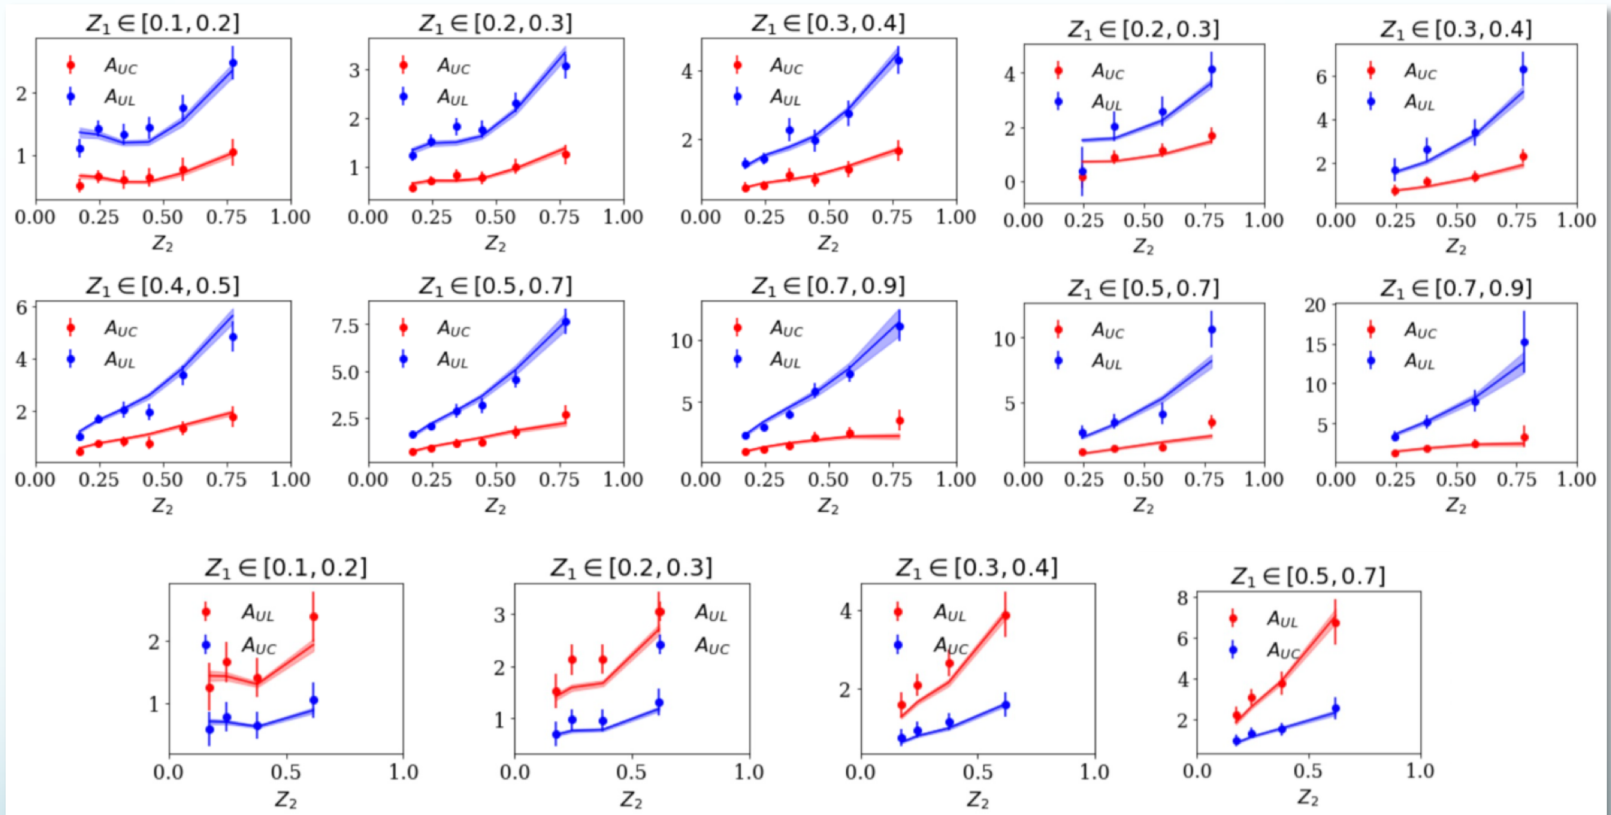 Z₁ ∈ [0.1, 0.2]
A_UC
A_UL
2
1
0.00 0.25 0.50 0.75 1.00
Z₂
Z₁ ∈ [0.2, 0.3]
A_UC
A_UL
3
2
1
0.00 0.25 0.50 0.75 1.00
Z₂
Z₁ ∈ [0.3, 0.4]
A_UC
A_UL
4
2
0.00 0.25 0.50 0.75 1.00
Z₂
Z₁ ∈ [0.2, 0.3]
A_UC
A_UL
4
2
0
0.00 0.25 0.50 0.75 1.00
Z₂
Z₁ ∈ [0.3, 0.4]
A_UC
A_UL
6
4
2
0.00 0.25 0.50 0.75 1.00
Z₂
Z₁ ∈ [0.4, 0.5]
A_UC
A_UL
6
4
2
0.00 0.25 0.50 0.75 1.00
Z₂
Z₁ ∈ [0.5, 0.7]
A_UC
A_UL
7.5
5.0
2.5
0.00 0.25 0.50 0.75 1.00
Z₂
Z₁ ∈ [0.7, 0.9]
A_UC
A_UL
10
5
0.00 0.25 0.50 0.75 1.00
Z₂
Z₁ ∈ [0.5, 0.7]
A_UC
A_UL
10
5
0.00 0.25 0.50 0.75 1.00
Z₂
Z₁ ∈ [0.7, 0.9]
A_UC
A_UL
20
15
10
5
0.00 0.25 0.50 0.75 1.00
Z₂
Z₁ ∈ [0.1, 0.2]
A_UL
A_UC
2
1
0.0 0.5 1.0
Z₂
Z₁ ∈ [0.2, 0.3]
A_UL
A_UC
3
2
1
0.0 0.5 1.0
Z₂
Z₁ ∈ [0.3, 0.4]
A_UL
A_UC
4
2
0.0 0.5 1.0
Z₂
Z₁ ∈ [0.5, 0.7]
A_UL
A_UC
8
6
4
2
0.0 0.5 1.0
Z₂